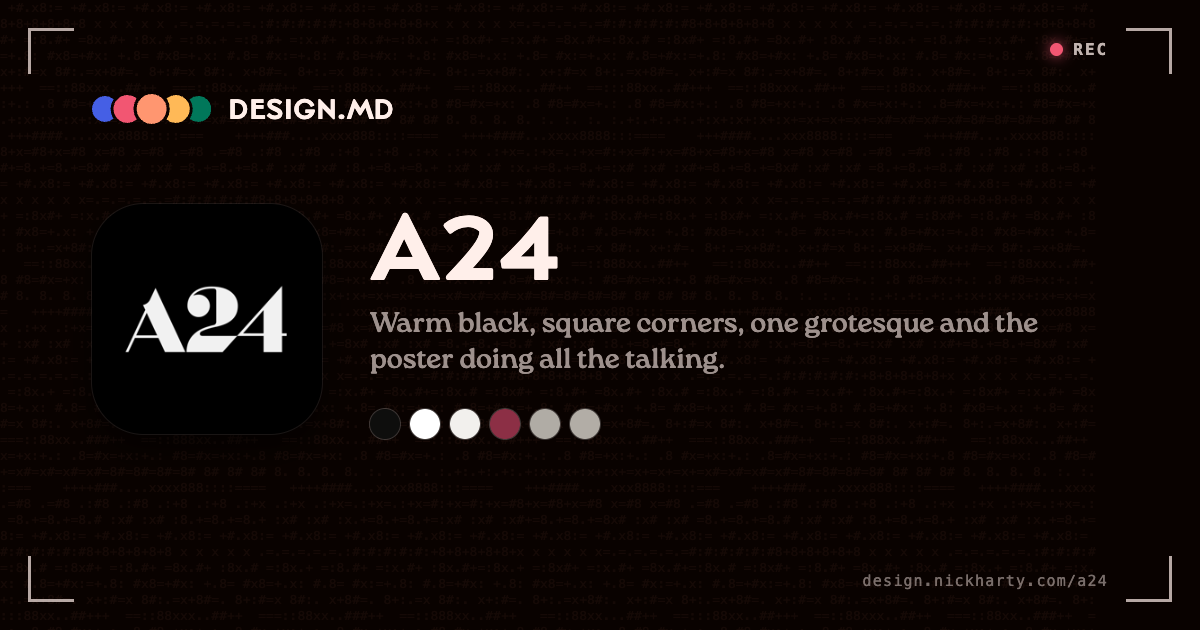 REC
DESIGN.MD
A24
A24
Warm black, square corners, one grotesque and the
poster doing all the talking.
design.nickharty.com/a24